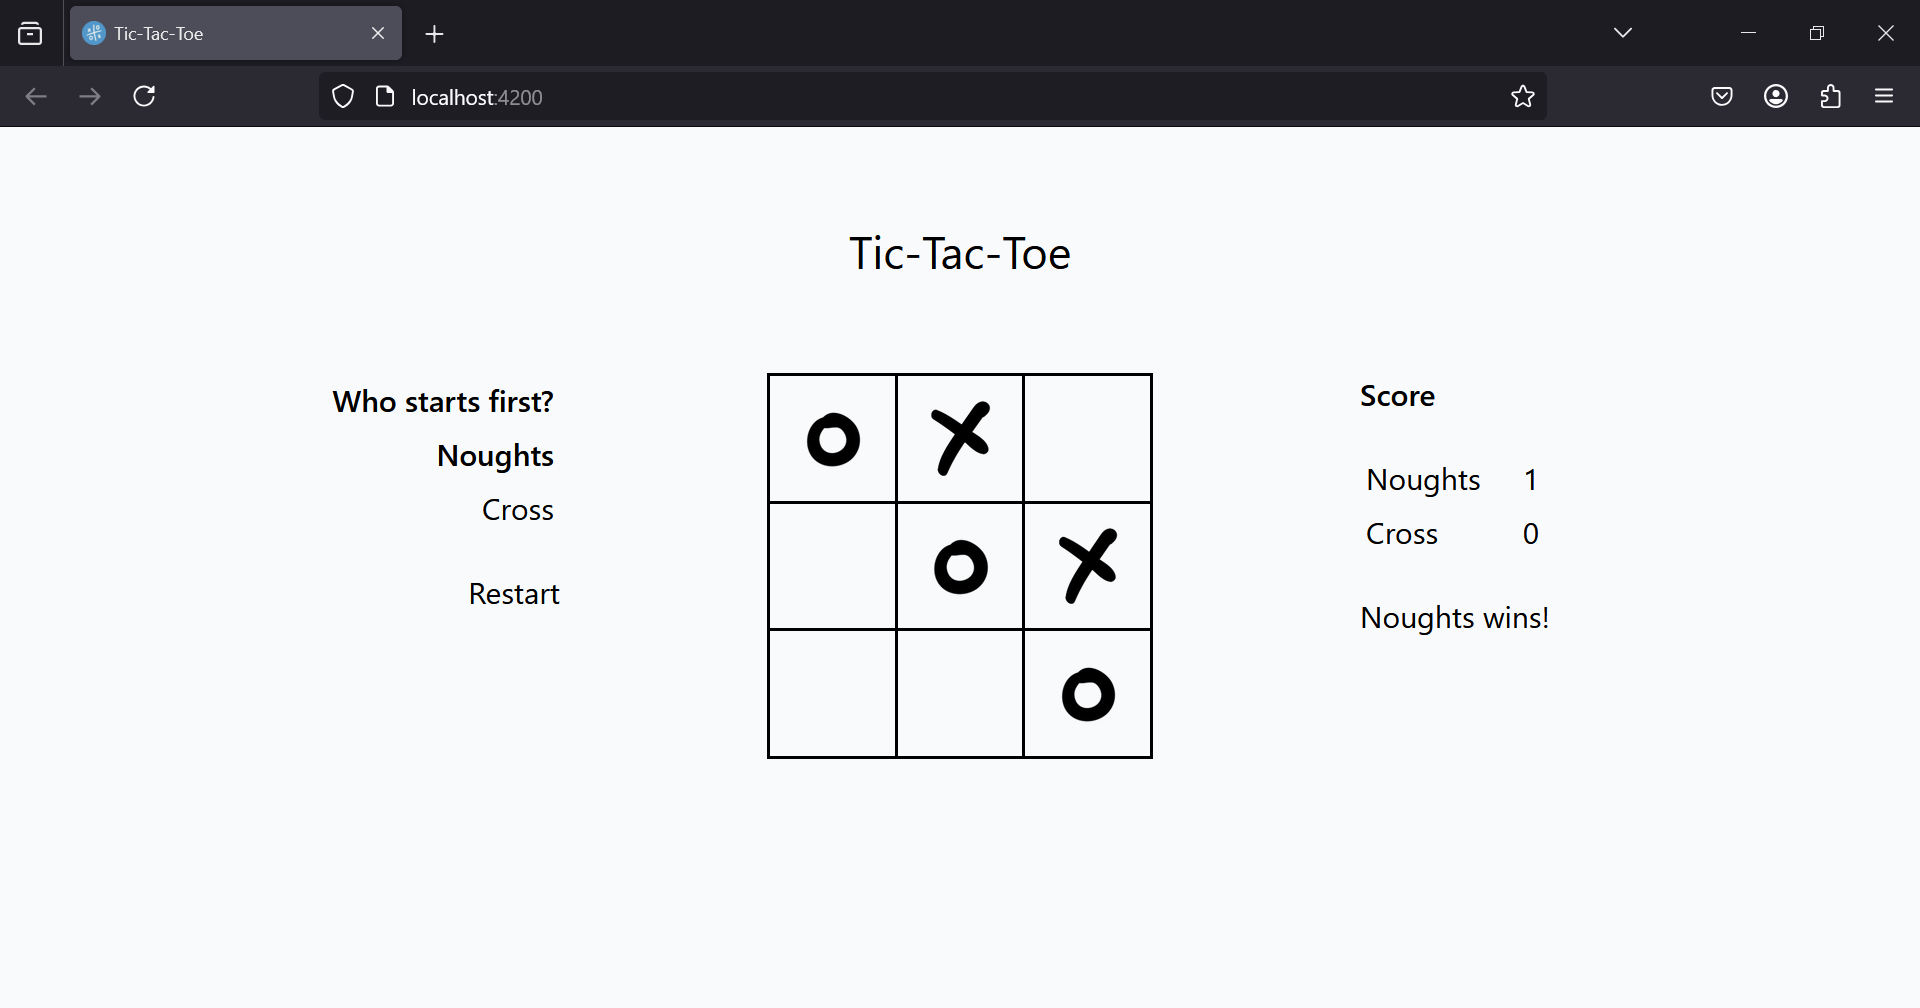 Tic-Tac-Toe
localhost:4200
Tic-Tac-Toe
Who starts first?
Noughts
Cross
Restart
Score
Noughts 1
Cross 0
Noughts wins!